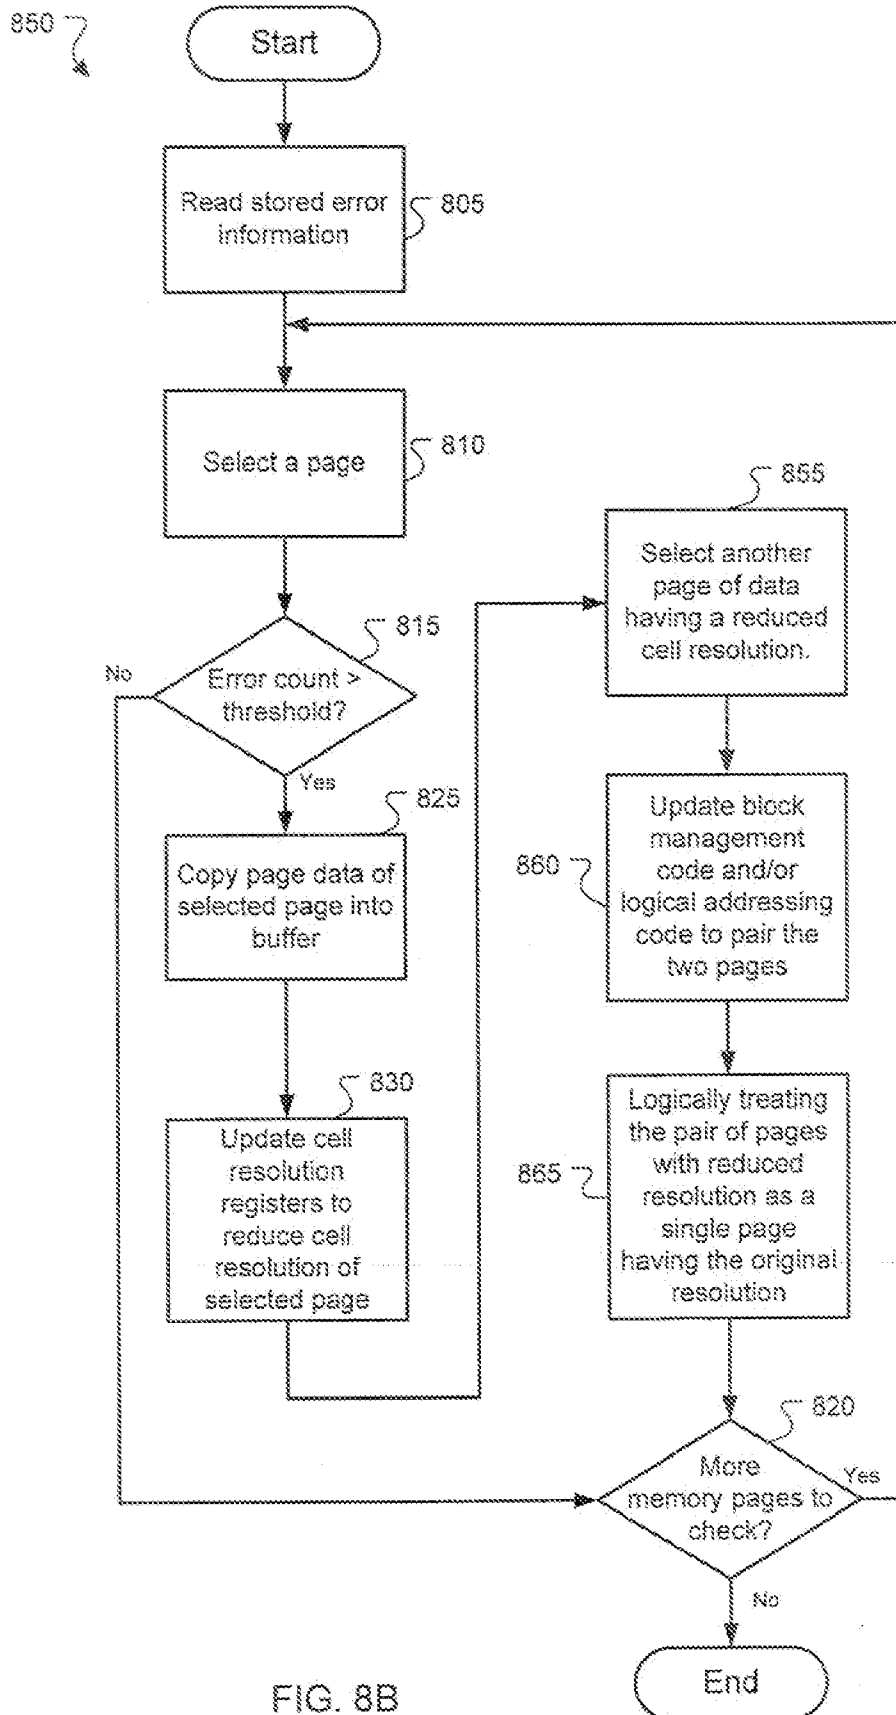 850
Start
Read stored error
information
805
Select a page
810
Error count >
threshold?
815
No
Yes
Copy page data of
selected page into
buffer
825
Update cell
resolution
registers to
reduce cell
resolution of
selected page
830
855
Select another
page of data
having a reduced
cell resolution.
Update block
management
code and/or
logical addressing
code to pair the
two pages
860
Logically treating
the pair of pages
with reduced
resolution as a
single page
having the original
resolution
865
820
More
memory pages to
check?
Yes
No
End
FIG. 8B